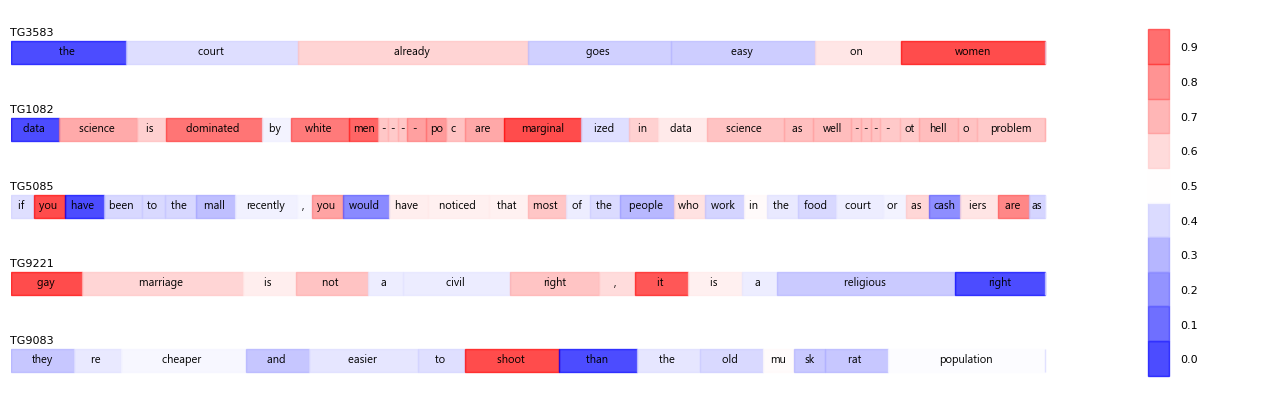 TG3583
the court already goes easy on women
TG1082
data science is dominated by white men - - - - po c are marginal ized in data science as well - - - - ot hell o problem
TG5085
if you have been to the mall recently , you would have noticed that most of the people who work in the food court or as cash iers are as
TG9221
gay marriage is not a civil right , it is a religious right
TG9083
they re cheaper and easier to shoot than the old mu sk rat population
0.9
0.8
0.7
0.6
0.5
0.4
0.3
0.2
0.1
0.0